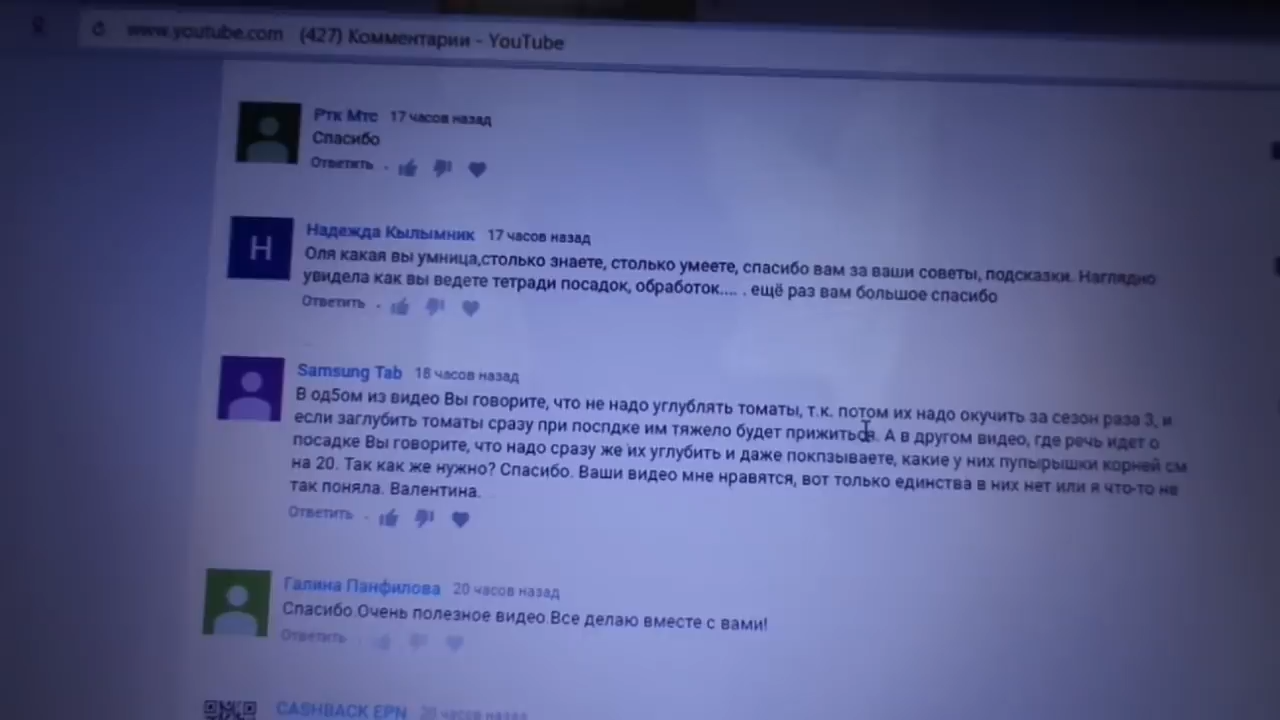 www.youtube.com (427) Комментарии - YouTube
Ртк Мтс 17 часов назад
Спасибо
Ответить
Н
Надежда Кылымник 17 часов назад
Оля какая вы умница,столько знаете, столько умеете, спасибо вам за ваши советы, подсказки. Наглядно
увидела как вы ведете тетради посадок, обработок.... . ещё раз вам большое спасибо
Ответить
Samsung Tab 18 часов назад
В од5ом из видео Вы говорите, что не надо углублять томаты, т.к. потом их надо окучить за сезон раза 3, и
если заглубить томаты сразу при поспдке им тяжело будет прижиться. А в другом видео, где речь идет о
посадке Вы говорите, что надо сразу же их углубить и даже покпзываете, какие у них пупырышки корней см
на 20. Так как же нужно? Спасибо. Ваши видео мне нравятся, вот только единства в них нет или я что-то не
так поняла. Валентина.
Ответить
Галина Панфилова 20 часов назад
Спасибо.Очень полезное видео.Все делаю вместе с вами!
Ответить
CASHBACK EPN 20 часов назад